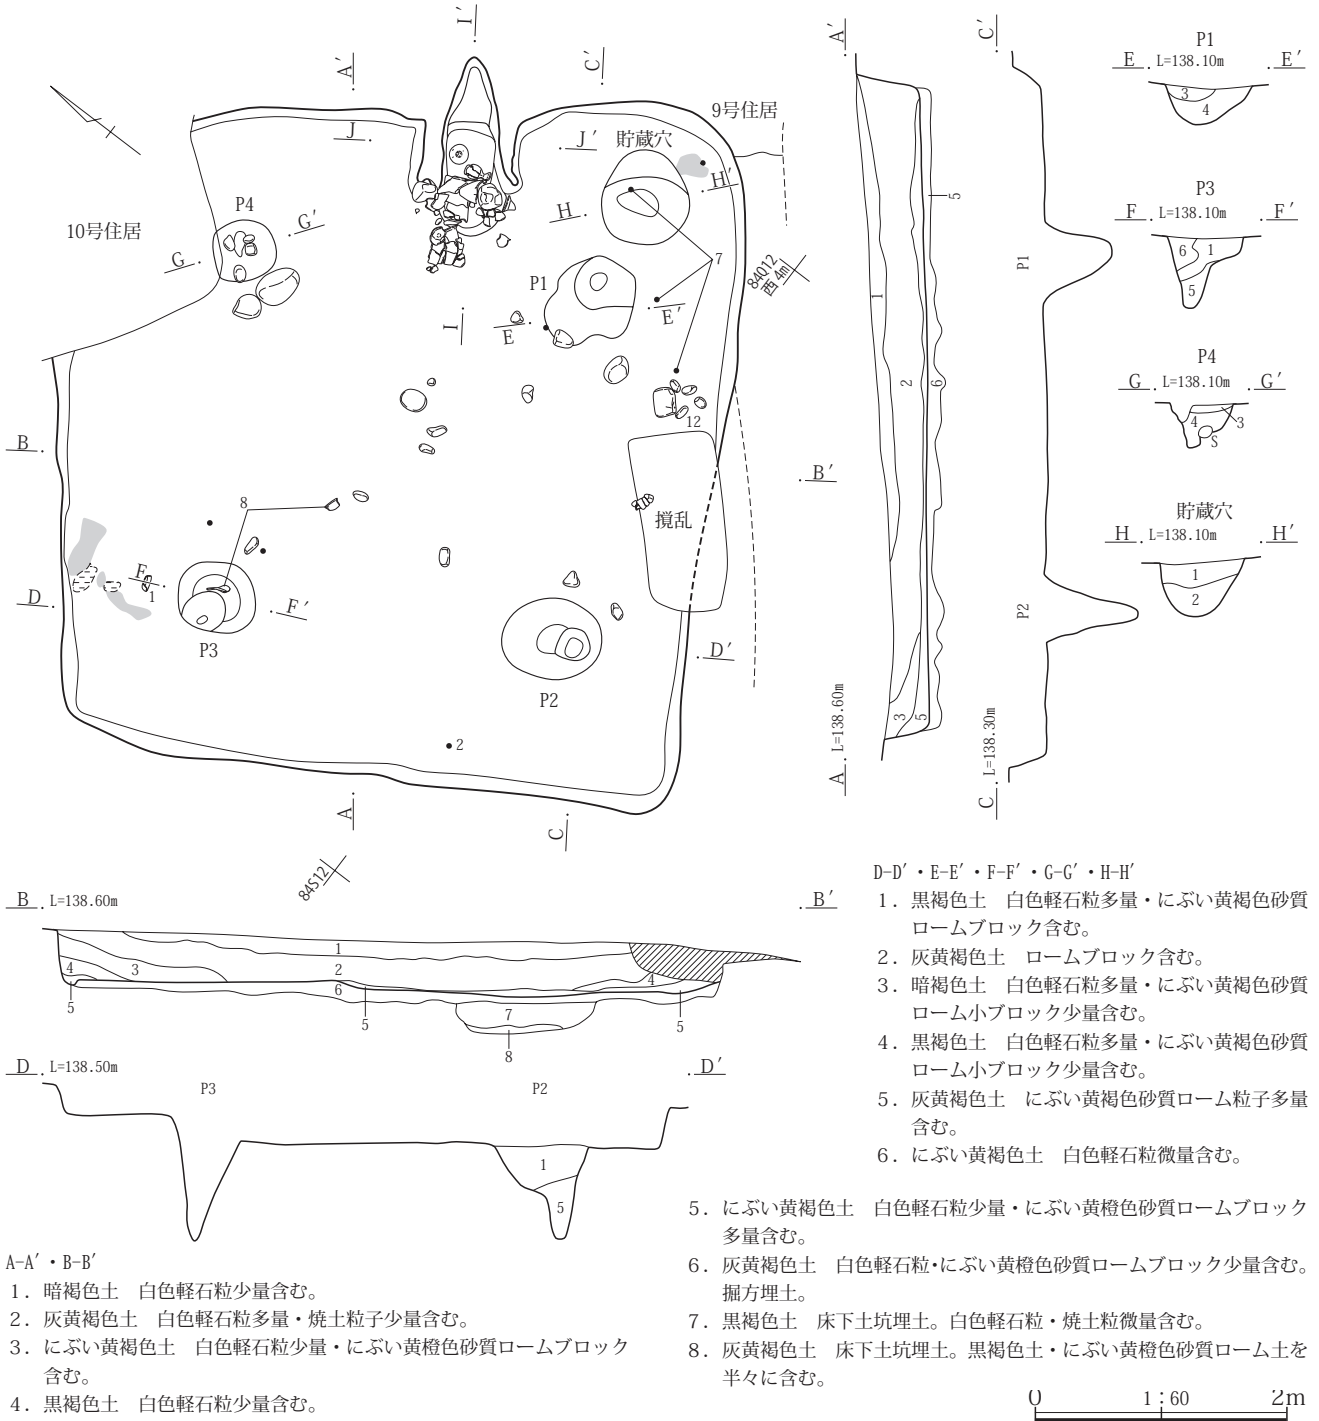 I I′
A A′
C C′
J J′
9号住居
貯蔵穴
H H′
P4
G G′
10号住居
7
84Q12
西4m
P1
E E′
I
12
B B′
8
撹乱
F F′
1
D D′
P3
P2
2
A
C
84S12
A′
1
2
5
6
3
5
A L=138.60m
C′
P1
P2
C L=138.30m
P1
E L=138.10m E′
3
4
P3
F L=138.10m F′
6 1
5
P4
G L=138.10m G′
4 3
S
貯蔵穴
H L=138.10m H′
1
2
B L=138.60m B′
1
4 3 2 4
6
5 5 7 5
8
D L=138.50m D′
P3 P2
1
5
D-D′・E-E′・F-F′・G-G′・H-H′
1．黒褐色土　白色軽石粒多量・にぶい黄褐色砂質
ロームブロック含む。
2．灰黄褐色土　ロームブロック含む。
3．暗褐色土　白色軽石粒多量・にぶい黄褐色砂質
ローム小ブロック少量含む。
4．黒褐色土　白色軽石粒多量・にぶい黄褐色砂質
ローム小ブロック少量含む。
5．灰黄褐色土　にぶい黄褐色砂質ローム粒子多量
含む。
6．にぶい黄褐色土　白色軽石粒微量含む。
A-A′・B-B′
1．暗褐色土　白色軽石粒少量含む。
2．灰黄褐色土　白色軽石粒多量・焼土粒子少量含む。
3．にぶい黄褐色土　白色軽石粒少量・にぶい黄橙色砂質ロームブロック
含む。
4．黒褐色土　白色軽石粒少量含む。
5．にぶい黄褐色土　白色軽石粒少量・にぶい黄橙色砂質ロームブロック
多量含む。
6．灰黄褐色土　白色軽石粒・にぶい黄橙色砂質ロームブロック少量含む。
掘方埋土。
7．黒褐色土　床下土坑埋土。白色軽石粒・焼土粒微量含む。
8．灰黄褐色土　床下土坑埋土。黒褐色土・にぶい黄橙色砂質ローム土を
半々に含む。
0 1：60 2m